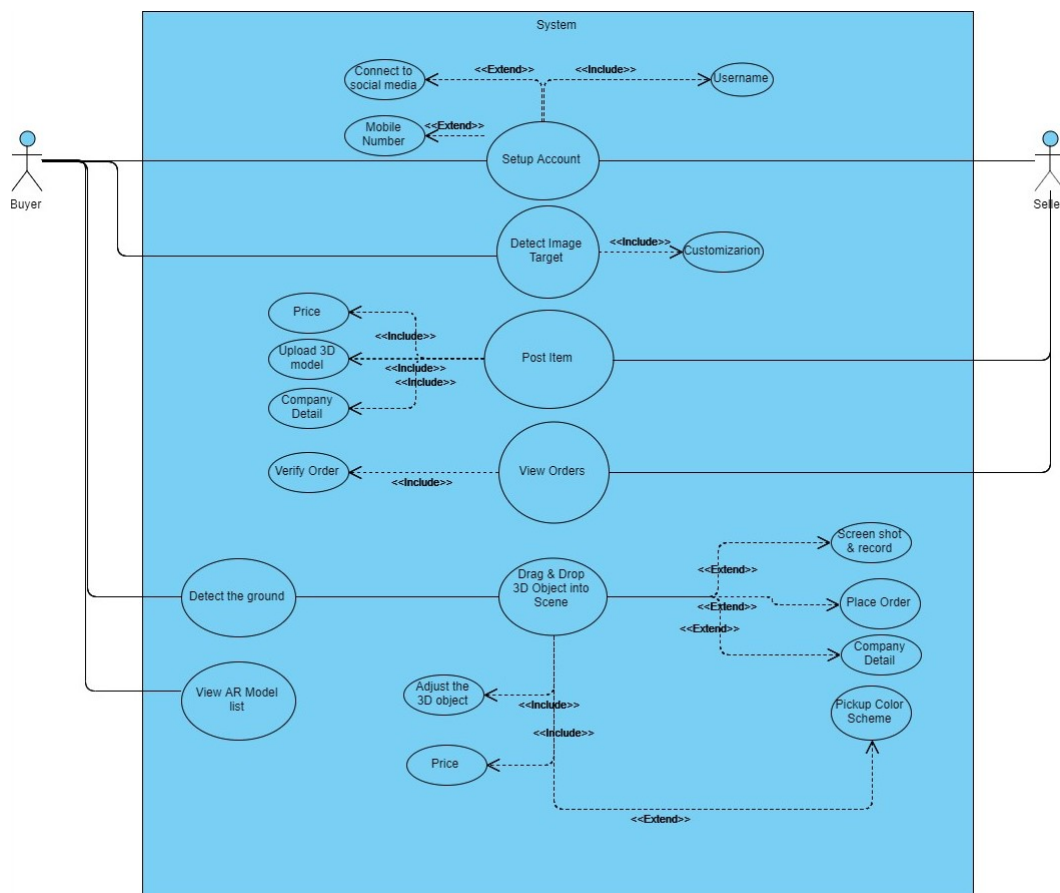 System
Connect to
social media
<<Extend>>
<<Include>>
Username
Mobile
Number
<<Extend>>
Setup Account
Buyer
Selle
Detect Image
Target
<<Include>>
Customizarion
Price
<<Include>>
Upload 3D
model
<<Include>>
<<Include>>
Post Item
Company
Detail
Verify Order
<<Include>>
View Orders
Screen shot
& record
<<Extend>>
Detect the ground
Drag & Drop
3D Object into
Scene
<<Extend>>
Place Order
<<Extend>>
Company
Detail
View AR Model
list
Adjust the
3D object
<<Include>>
Pickup Color
Scheme
<<Include>>
Price
<<Extend>>